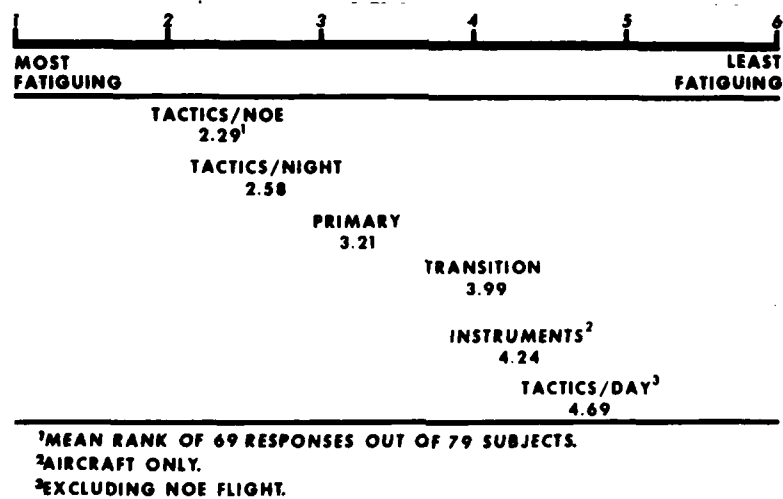 1 2 3 4 5 6
MOST LEAST
FATIGUING FATIGUING
TACTICS/NOE
2.29¹
TACTICS/NIGHT
2.58
PRIMARY
3.21
TRANSITION
3.99
INSTRUMENTS²
4.24
TACTICS/DAY³
4.69
¹MEAN RANK OF 69 RESPONSES OUT OF 79 SUBJECTS.
²AIRCRAFT ONLY.
³EXCLUDING NOE FLIGHT.